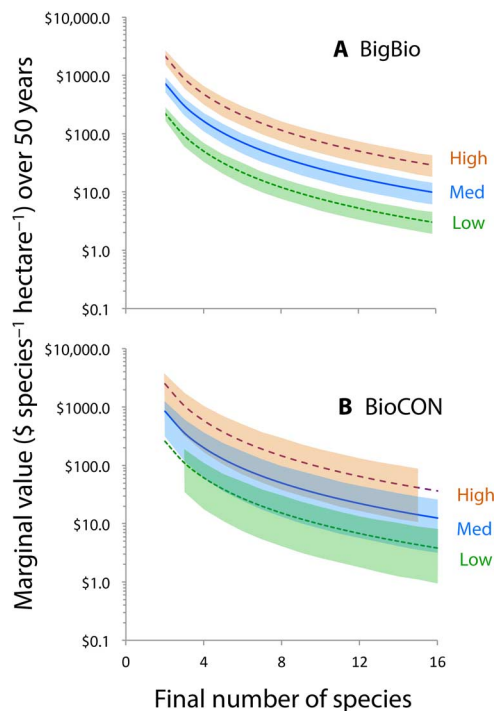 Marginal value ($ species⁻¹ hectare⁻¹) over 50 years
A BigBio
$10,000.0
$1000.0
$100.0
$10.0
$1.0
$0.1
High
Med
Low
B BioCON
$10,000.0
$1000.0
$100.0
$10.0
$1.0
$0.1
High
Med
Low
0 4 8 12 16
Final number of species